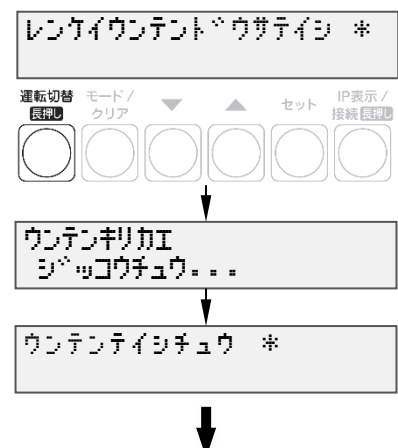 レンケイウンテント゛ウサテイシ ＊
運転切替
長押し
モード/
クリア
▼
▲
セット
IP表示/
接続長押し
ウンテンキリカエ
シ゛ッコウチュウ...
ウンテンテイシチュウ ＊